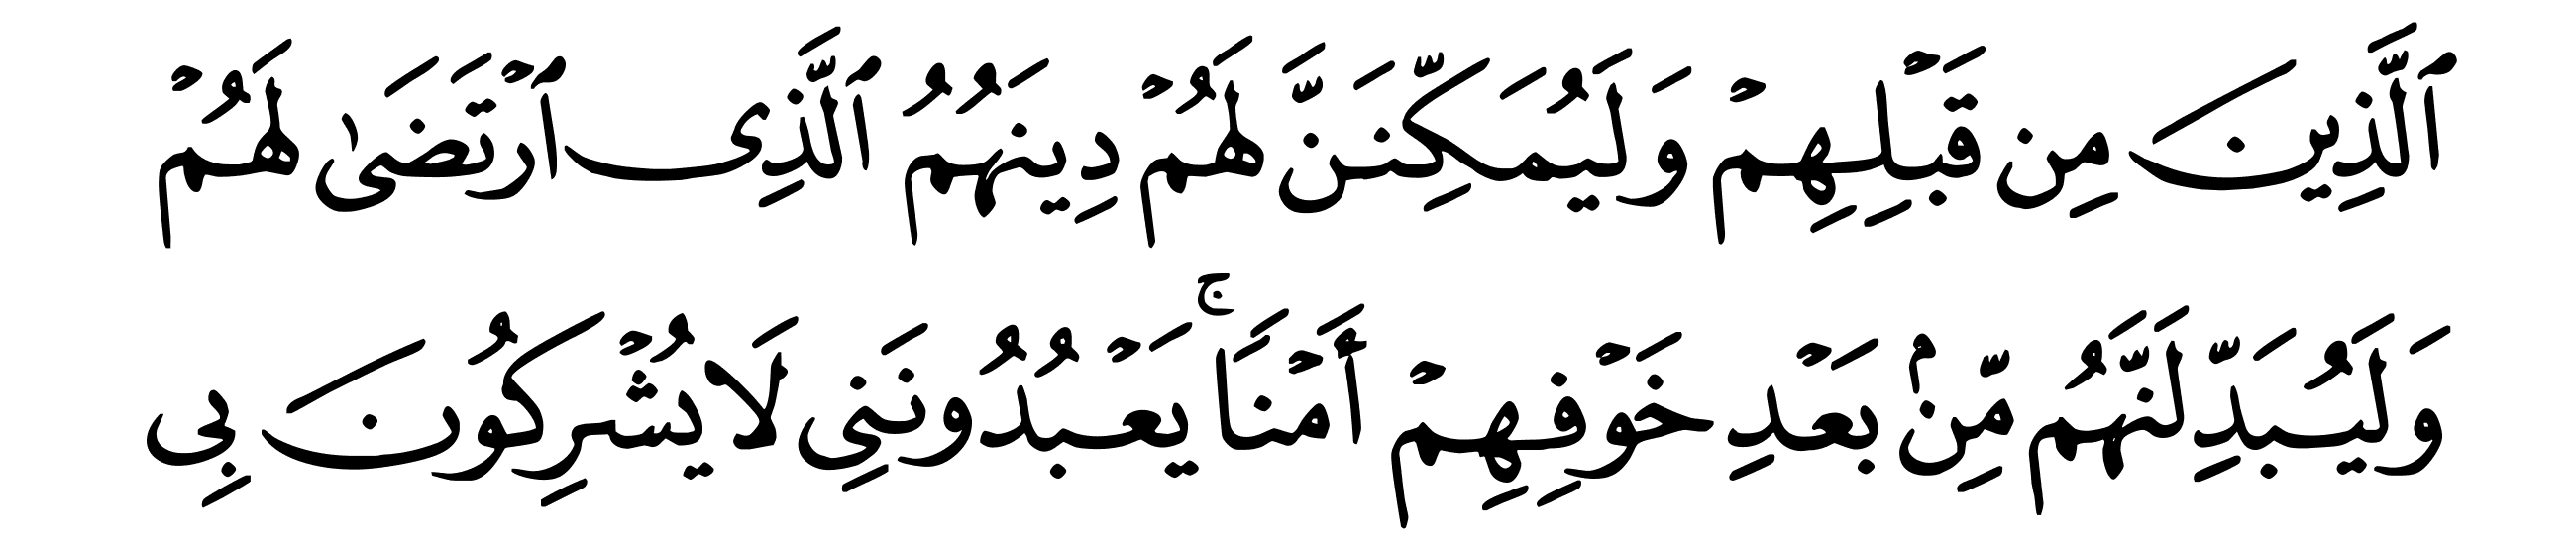 ٱلَّذِينَ مِن قَبْلِهِمْ وَلَيُمَكِّنَنَّ لَهُمْ دِينَهُمُ ٱلَّذِى ٱرْتَضَىٰ لَهُمْ
وَلَيُبَدِّلَنَّهُم مِّنۢ بَعْدِ خَوْفِهِمْ أَمْنًا ۚ يَعْبُدُونَنِى لَا يُشْرِكُونَ بِى